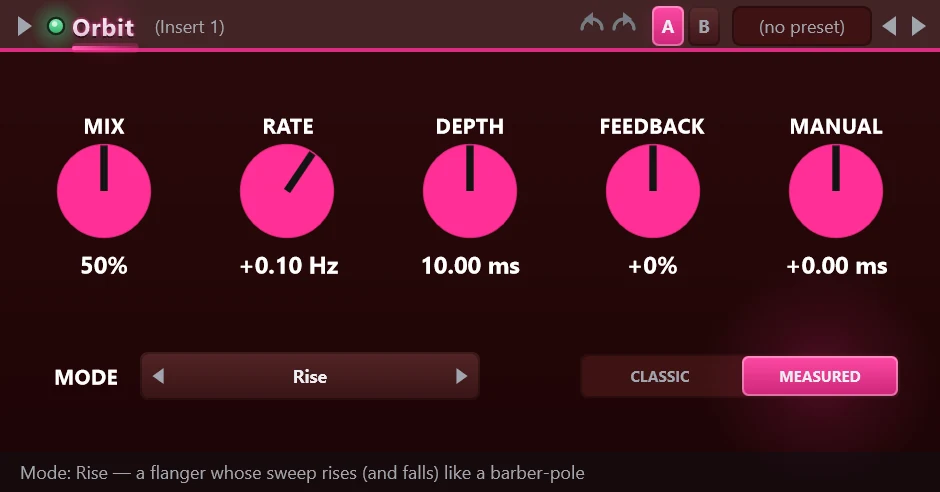 Orbit (Insert 1) A B (no preset)
MIX RATE DEPTH FEEDBACK MANUAL
50% +0.10 Hz 10.00 ms +0% +0.00 ms
MODE Rise CLASSIC MEASURED
Mode: Rise — a flanger whose sweep rises (and falls) like a barber-pole